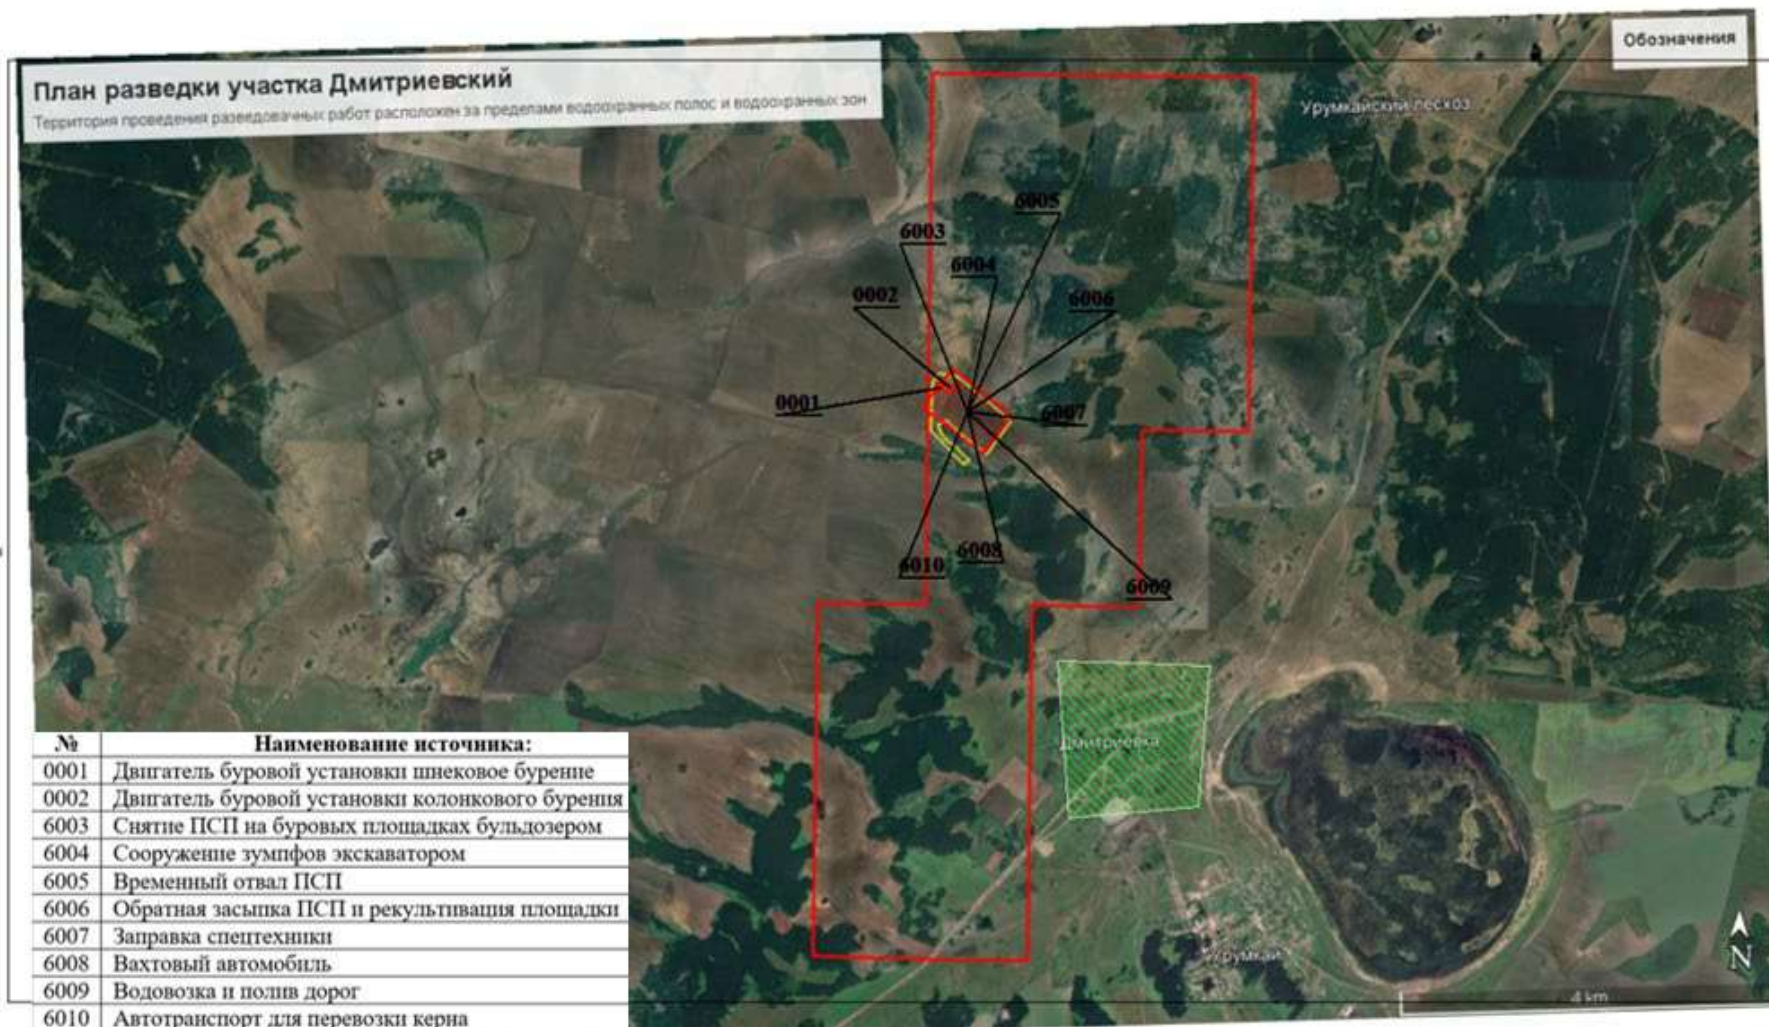 План разведки участка Дмитриевский
Территория проведения разведовачных работ расположен за пределами водоохранных полос и водоохранных зон
Обозначения
Урумкайский лесхоз
6005
6003
6004
0002
6006
0001
6007
6010
6008
6009
Дмитриевка
Урумкай
4 km
N
№ Наименование источника:
0001 Двигатель буровой установки шнековое бурение
0002 Двигатель буровой установки колонкового бурения
6003 Снятие ПСП на буровых площадках бульдозером
6004 Сооружение зумпфов экскаватором
6005 Временный отвал ПСП
6006 Обратная засыпка ПСП и рекультивация площадки
6007 Заправка спецтехники
6008 Вахтовый автомобиль
6009 Водовозка и полив дорог
6010 Автотранспорт для перевозки керна